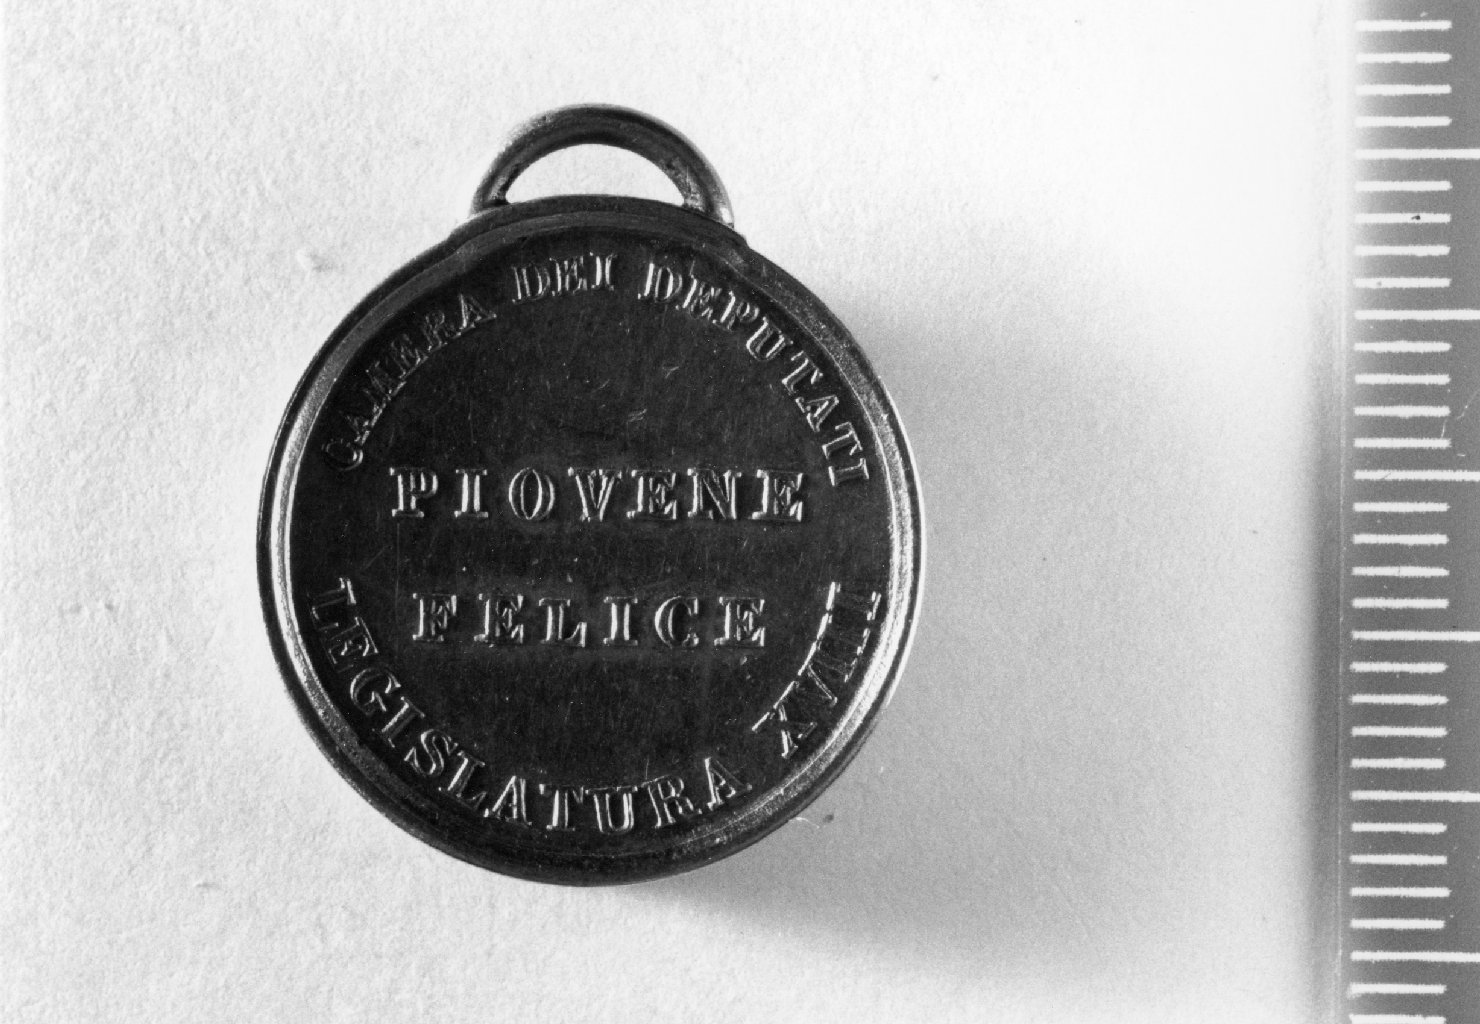 CAMERA DEI DEPUTATI
PIOVENE
FELICE
LEGISLATURA XVIII